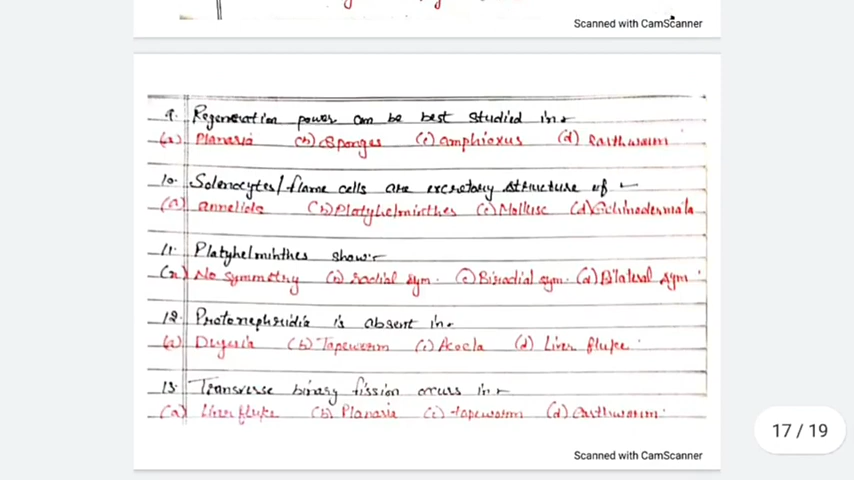 Scanned with CamScanner
9. Regeneration power can be best studied in:-
(a) Planaria (b) Sponges (c) amphioxus (d) Earthworm
10. Solenocytes/flame cells are excretory structure of :-
(a) annelids (b) Platyhelminthes (c) Mollusc (d) Echinodermata
11. Platyhelminthes show:-
(a) No symmetry (b) radial sym. (c) Biradial sym. (d) Bilateral sym
12. Protonephridia is absent in:-
(a) Dugesia (b) Tapeworm (c) Acoela (d) Liver fluke.
13. Transverse binary fission occurs in :-
(a) Liver fluke (b) Planaria (c) tapeworm (d) earthworm.
17 / 19
Scanned with CamScanner